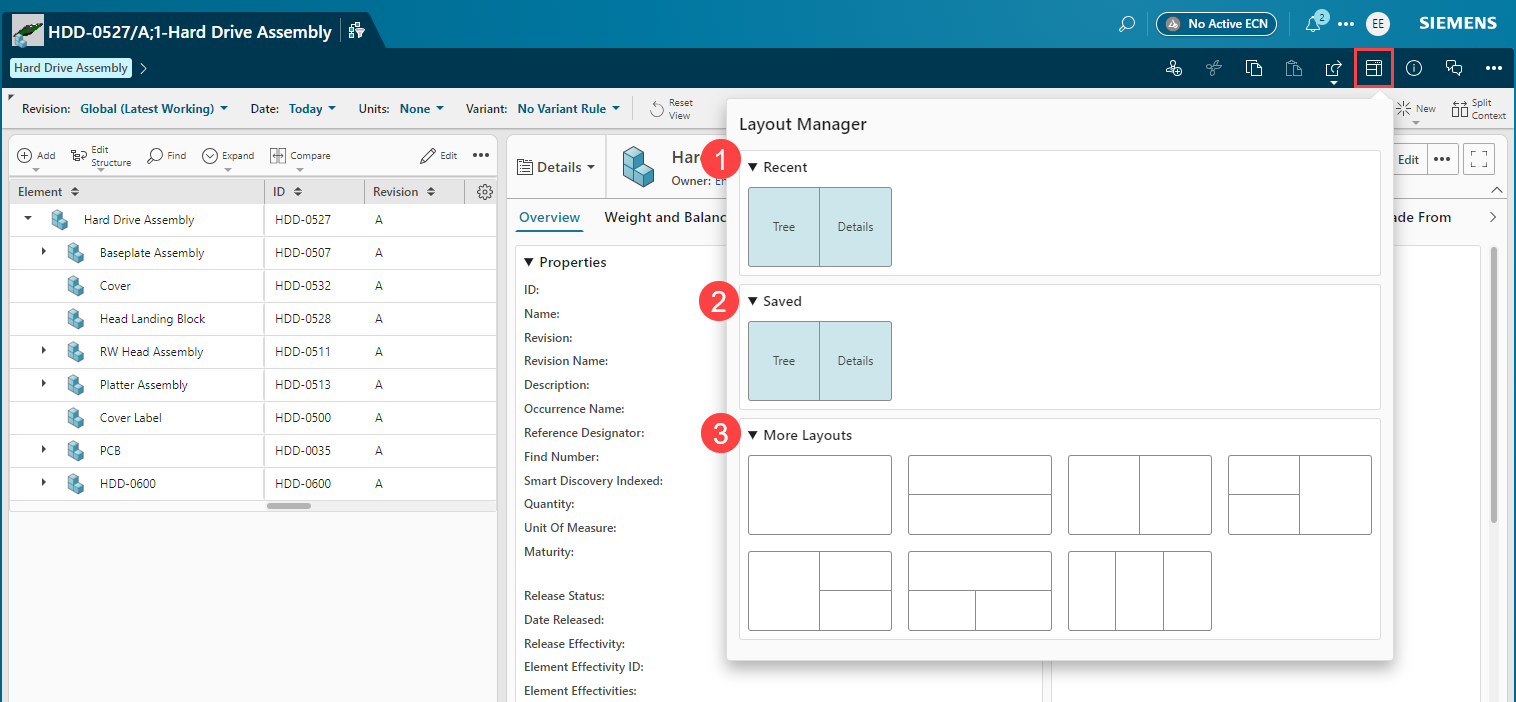 HDD-0527/A;1-Hard Drive Assembly
No Active ECN
2
EE
SIEMENS
Hard Drive Assembly
Revision: Global (Latest Working)
Date: Today
Units: None
Variant: No Variant Rule
Reset
View
New
Split
Context
Add
Edit
Structure
Find
Expand
Compare
Edit
Element ID Revision
Hard Drive Assembly HDD-0527 A
Baseplate Assembly HDD-0507 A
Cover HDD-0532 A
Head Landing Block HDD-0528 A
RW Head Assembly HDD-0511 A
Platter Assembly HDD-0513 A
Cover Label HDD-0500 A
PCB HDD-0035 A
HDD-0600 HDD-0600 A
Details
Owner:
Edit
Overview
Weight and Balanc
ade From
Properties
ID:
Name:
Revision:
Revision Name:
Description:
Occurrence Name:
Reference Designator:
Find Number:
Smart Discovery Indexed:
Quantity:
Unit Of Measure:
Maturity:
Release Status:
Date Released:
Release Effectivity:
Element Effectivity ID:
Element Effectivities:
Layout Manager
1
Recent
Tree Details
2
Saved
Tree Details
3
More Layouts